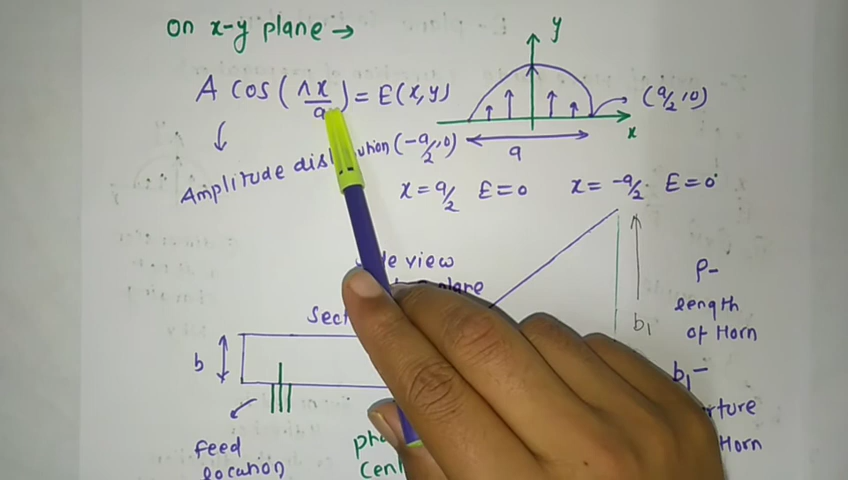 On x-y plane →
y
A cos (πx/a) = E(x,y)
(a/2, 0)
x
a
Amplitude (-a/2, 0)
x = a/2 E = 0 x = -a/2 E = 0
view
plane
ρ -
length
of Horn
b₁
b
b₁ -
Horn
feed
location